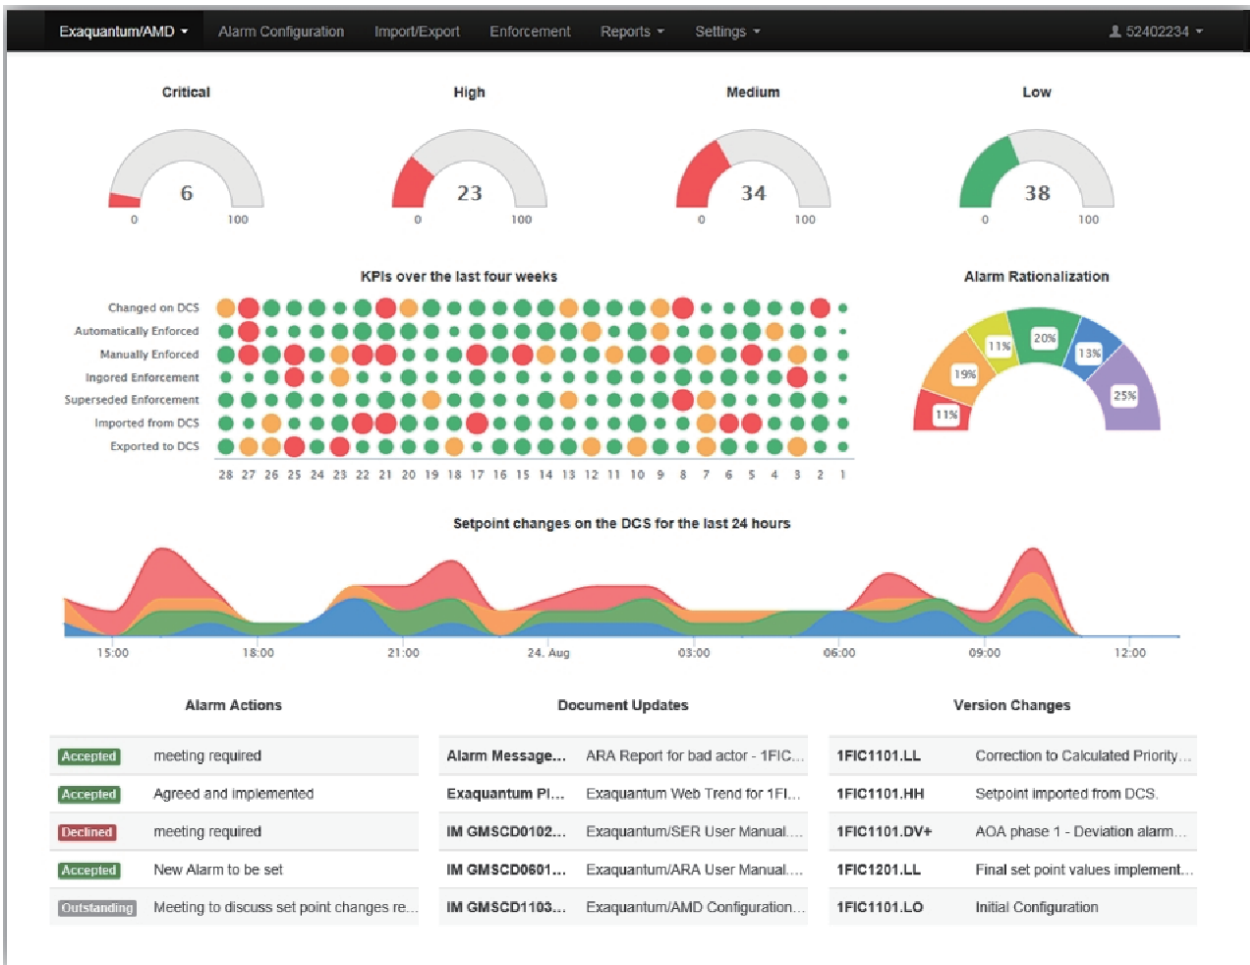 Exaquantum/AMD Alarm Configuration Import/Export Enforcement Reports Settings 52402234
Critical High Medium Low
6 23 34 38
0 100 0 100 0 100 0 100
KPIs over the last four weeks
Changed on DCS
Automatically Enforced
Manually Enforced
Ingored Enforcement
Superseded Enforcement
Imported from DCS
Exported to DCS
28 27 26 25 24 23 22 21 20 19 18 17 16 15 14 13 12 11 10 9 8 7 6 5 4 3 2 1
Alarm Rationalization
11% 19% 11% 20% 13% 25%
Setpoint changes on the DCS for the last 24 hours
15:00 18:00 21:00 24. Aug 03:00 06:00 09:00 12:00
Alarm Actions
Accepted meeting required
Accepted Agreed and implemented
Declined meeting required
Accepted New Alarm to be set
Outstanding Meeting to discuss set point changes re...
Document Updates
Alarm Message... ARA Report for bad actor - 1FIC...
Exaquantum Pl... Exaquantum Web Trend for 1FI...
IM GMSCD0102... Exaquantum/SER User Manual....
IM GMSCD0601... Exaquantum/ARA User Manual....
IM GMSCD1103... Exaquantum/AMD Configuration...
Version Changes
1FIC1101.LL Correction to Calculated Priority...
1FIC1101.HH Setpoint imported from DCS.
1FIC1101.DV+ AOA phase 1 - Deviation alarm...
1FIC1201.LL Final set point values implement...
1FIC1101.LO Initial Configuration